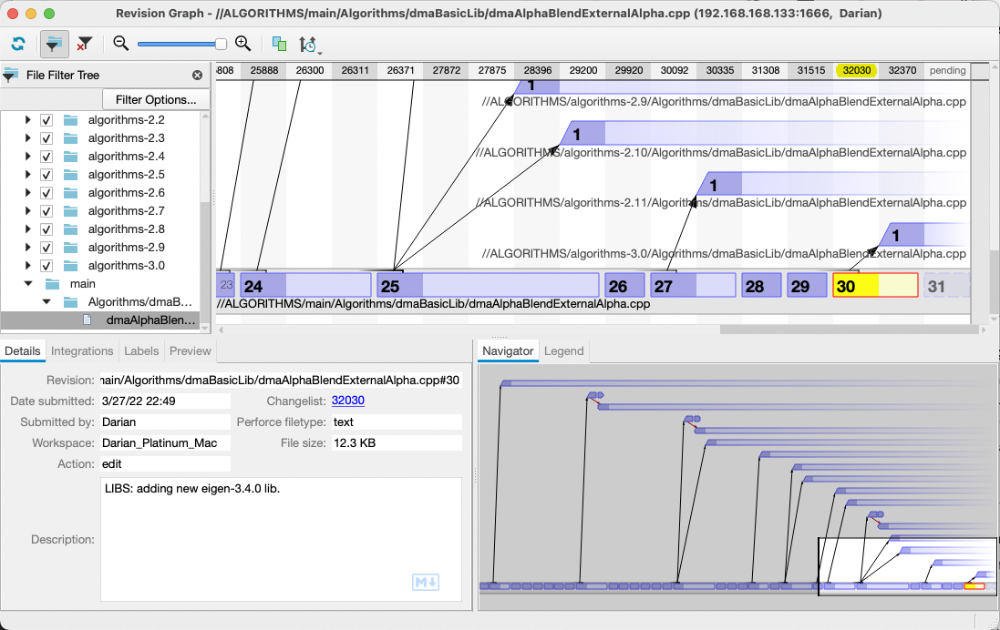 Revision Graph - //ALGORITHMS/main/Algorithms/dmaBasicLib/dmaAlphaBlendExternalAlpha.cpp (192.168.168.133:1666,  Darian)
File Filter Tree
Filter Options...
algorithms-2.2
algorithms-2.3
algorithms-2.4
algorithms-2.5
algorithms-2.6
algorithms-2.7
algorithms-2.8
algorithms-2.9
algorithms-3.0
main
Algorithms/dmaB...
dmaAlphaBlen...
808 25888 26300 26311 26371 27872 27875 28396 29200 29920 30092 30335 31308 31515 32030 32370 pending
1
//ALGORITHMS/algorithms-2.9/Algorithms/dmaBasicLib/dmaAlphaBlendExternalAlpha.cpp
1
//ALGORITHMS/algorithms-2.10/Algorithms/dmaBasicLib/dmaAlphaBlendExternalAlpha.cpp
1
//ALGORITHMS/algorithms-2.11/Algorithms/dmaBasicLib/dmaAlphaBlendExternalAlpha.cpp
1
//ALGORITHMS/algorithms-3.0/Algorithms/dmaBasicLib/dmaAlphaBlendExternalAlpha.cpp
23 24 25 26 27 28 29 30 31
//ALGORITHMS/main/Algorithms/dmaBasicLib/dmaAlphaBlendExternalAlpha.cpp
Details Integrations Labels Preview
Revision: nain/Algorithms/dmaBasicLib/dmaAlphaBlendExternalAlpha.cpp#30
Date submitted: 3/27/22 22:49 Changelist: 32030
Submitted by: Darian Perforce filetype: text
Workspace: Darian_Platinum_Mac File size: 12.3 KB
Action: edit
Description: LIBS: adding new eigen-3.4.0 lib.
M
Navigator Legend